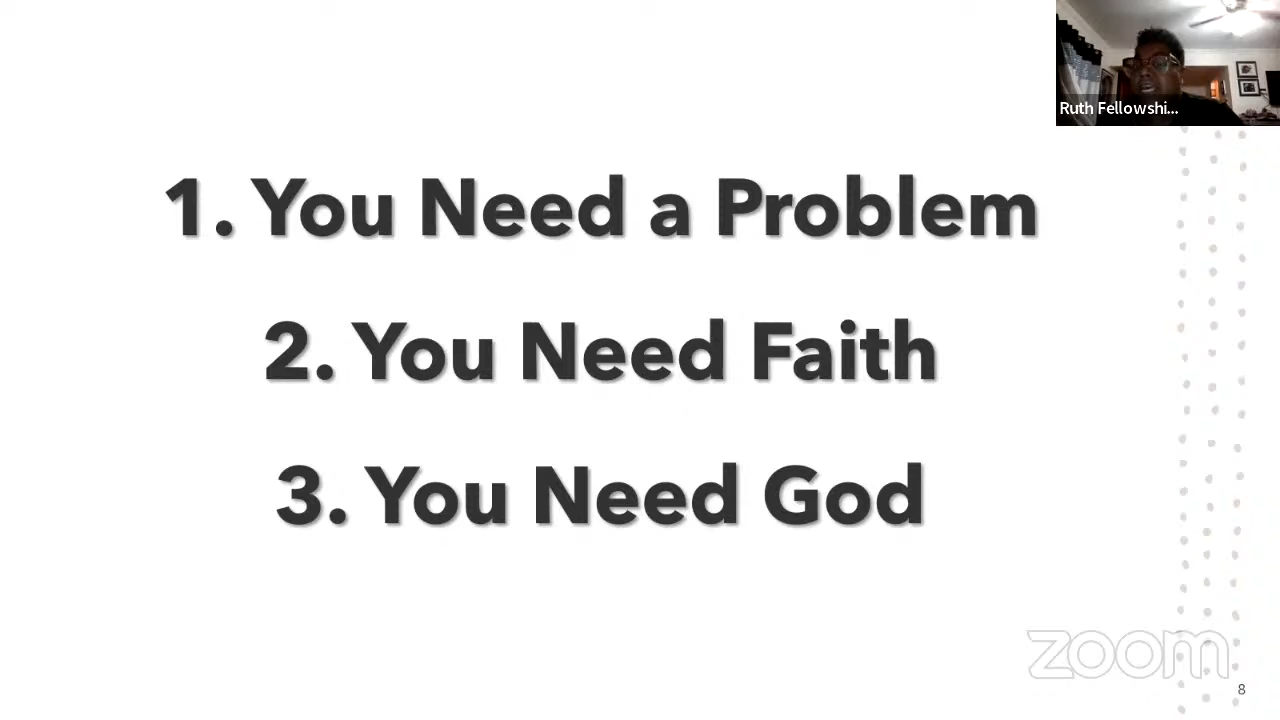 Ruth Fellowshi...
1. You Need a Problem
2. You Need Faith
3. You Need God
zoom
8